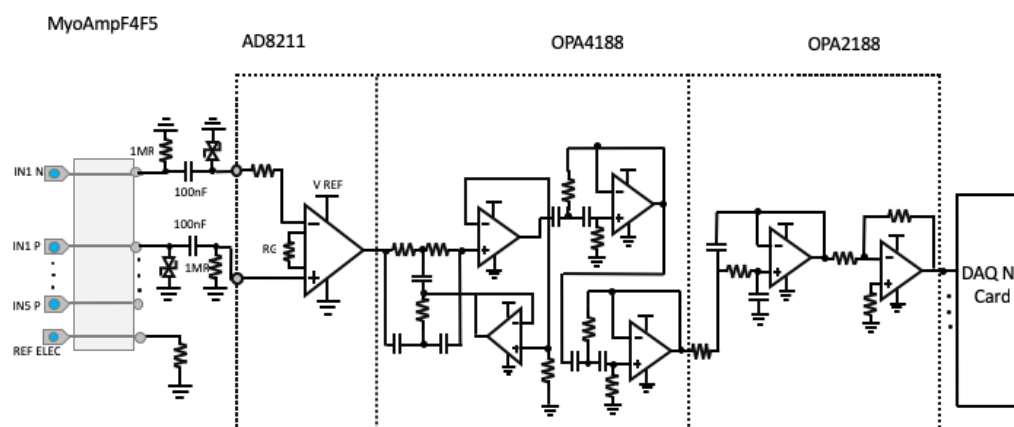 MyoAmpF4F5
AD8211
OPA4188
OPA2188
1MR
IN1 N
100nF
V REF
100nF
IN1 P
RG
1MR
IN5 P
REF ELEC
DAQ N
Card